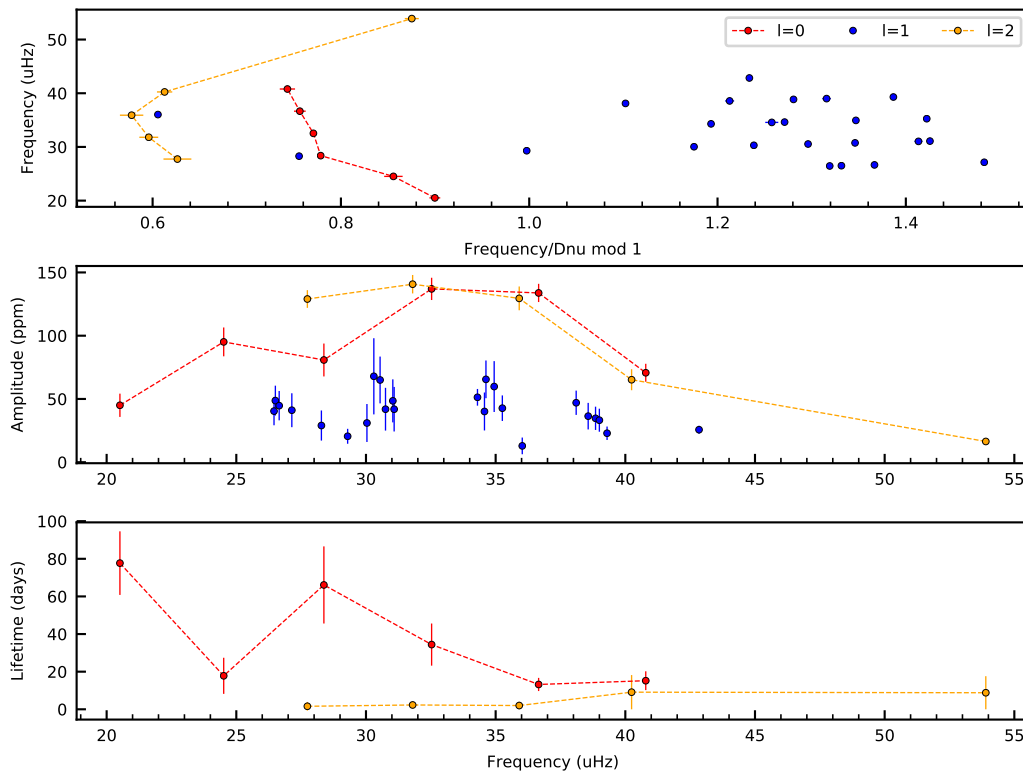 l=0 l=1 l=2
Frequency (uHz)
50
40
30
20
0.6 0.8 1.0 1.2 1.4
Frequency/Dnu mod 1
Amplitude (ppm)
150
100
50
0
20 25 30 35 40 45 50 55
Lifetime (days)
100
80
60
40
20
0
20 25 30 35 40 45 50 55
Frequency (uHz)